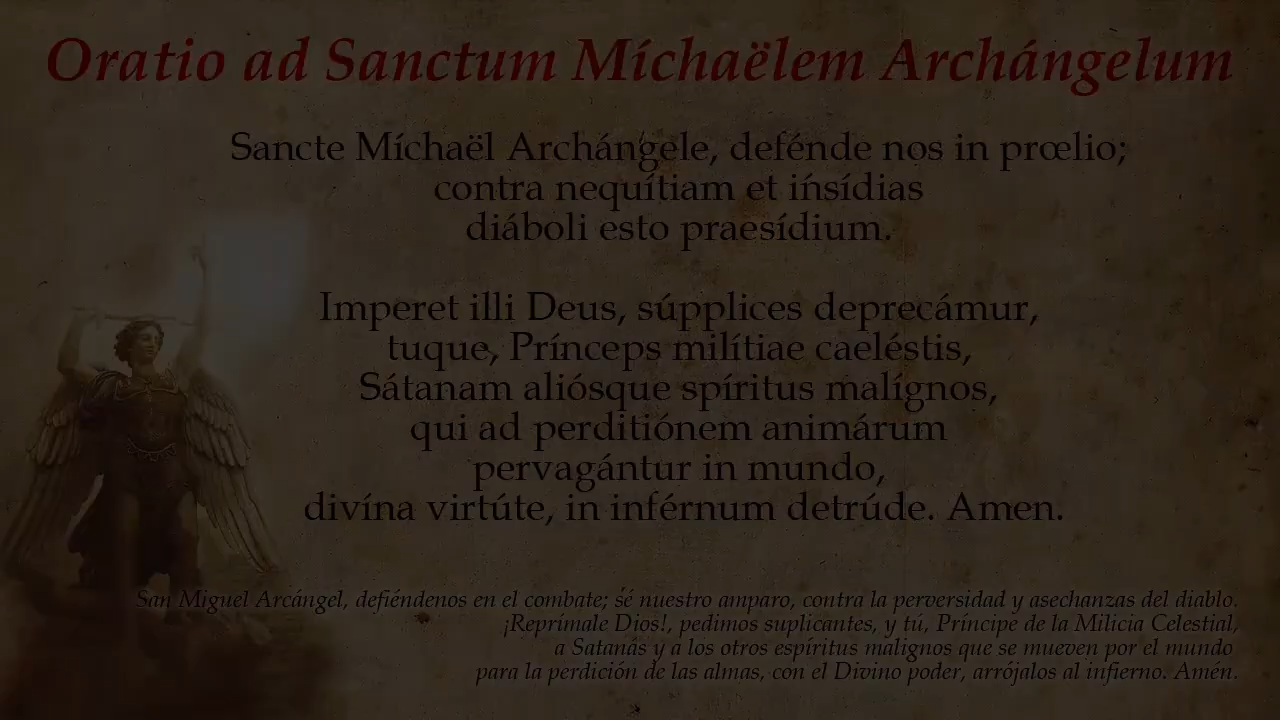 Oratio ad Sanctum Míchaëlem Archángelum
Sancte Míchaël Archángele, defénde nos in prœlio;
contra nequítiam et insídias
diáboli esto praesídium.
Imperet illi Deus, súpplices deprecámur,
tuque, Prínceps milítiae caeléstis,
Sátanam aliósque spíritus malígnos,
qui ad perditiónem animárum
pervagántur in mundo,
divína virtúte, in inférnum detrúde. Amen.
San Miguel Arcángel, defiéndenos en el combate; sé nuestro amparo, contra la perversidad y asechanzas del diablo.
¡Reprímale Dios!, pedimos suplicantes, y tú, Príncipe de la Milicia Celestial,
a Satanás y a los otros espíritus malignos que se mueven por el mundo
para la perdición de las almas, con el Divino poder, arrójalos al infierno. Amén.